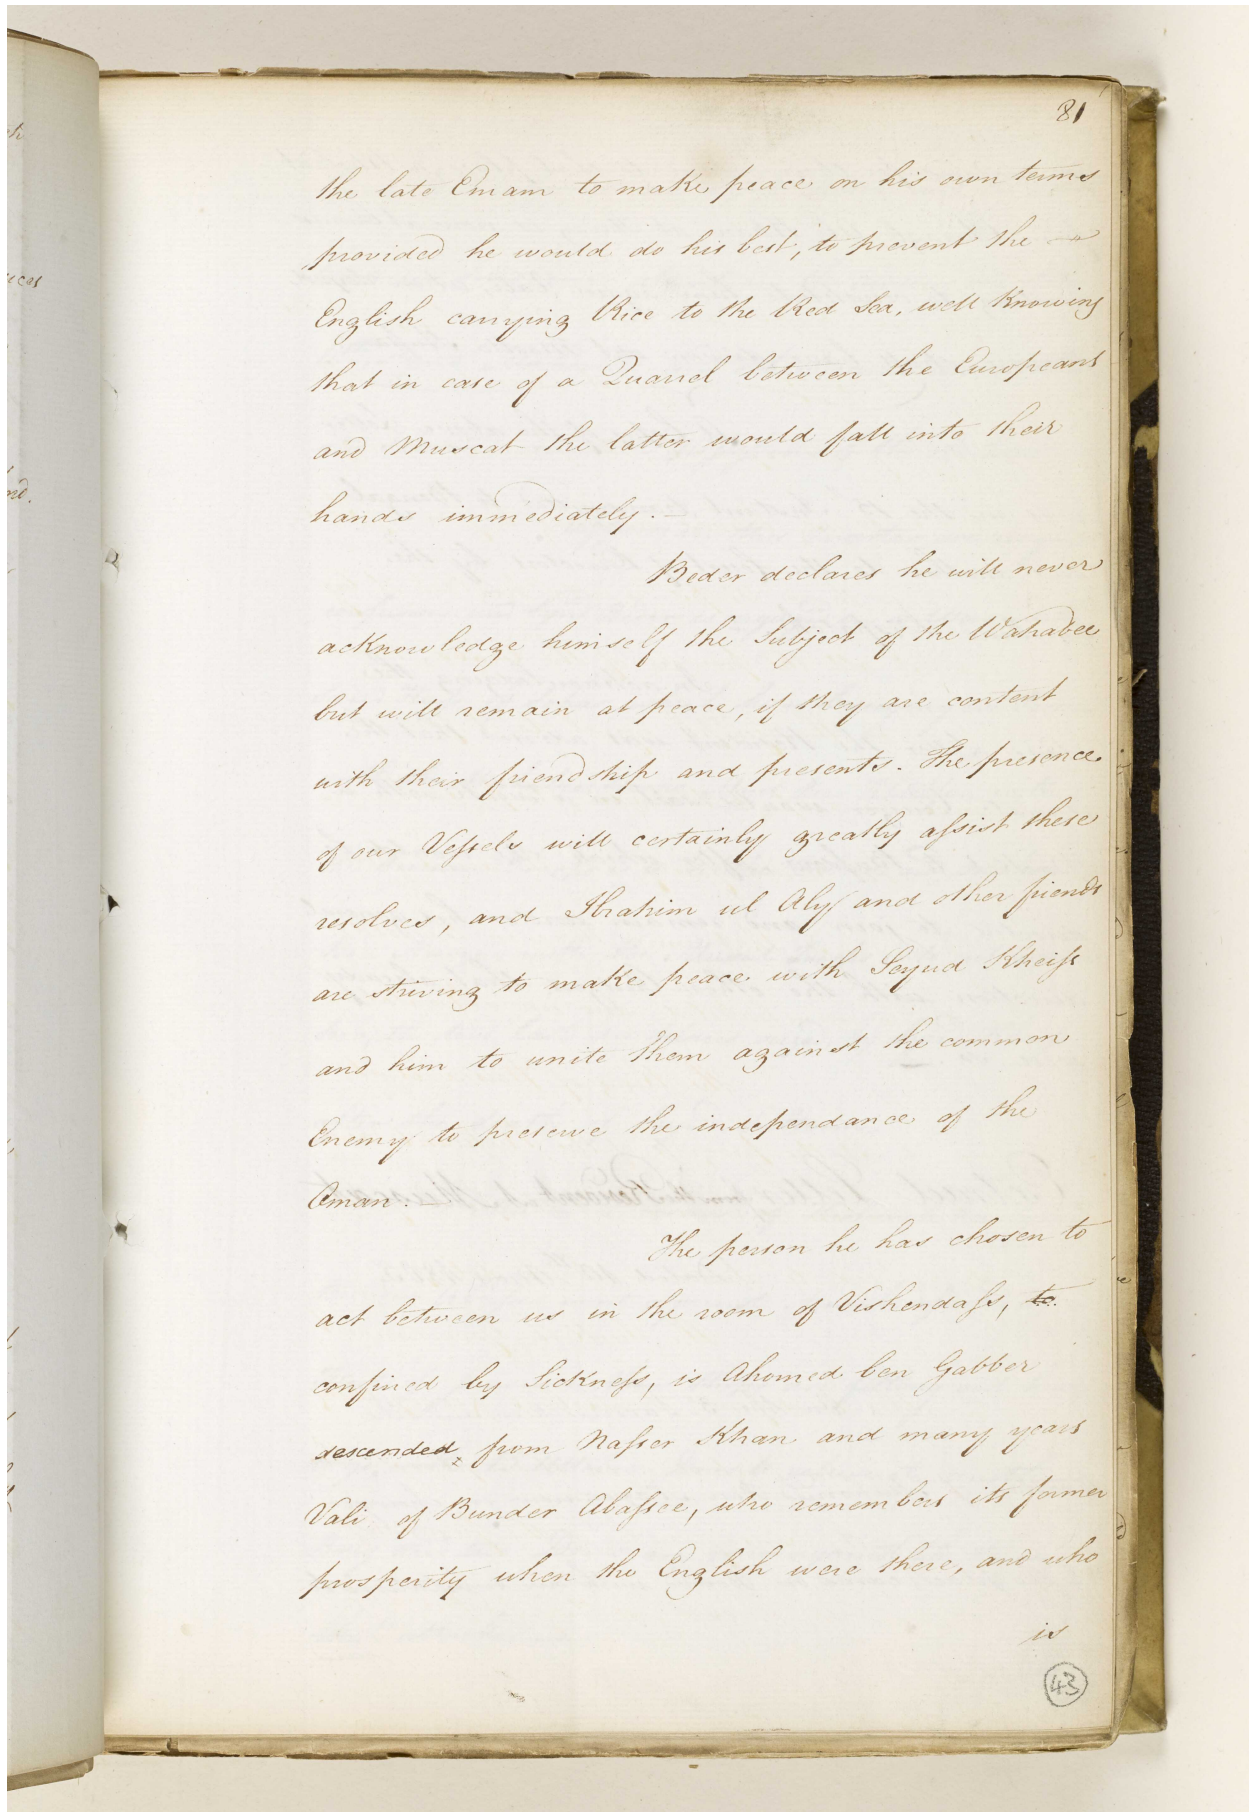 81
the late Emam to make peace on his own terms
provided he would do his best, to prevent the
English carrying Rice to the Red Sea, well Knowing
that in case of a Quarrel between the Europeans
and Muscat the latter would fall into their
hands immediately. –
Beder declares he will never
acKnowledge himself the Subject of the Wahabee
but will remain at peace, if they are content
with their friendship and presents. The presence
of our Veſsels will certainly greatly aſsist these
resolves, and Ibrahim ul Aly and other friends
are striving to make peace with Seyud Kheiſs
and him to unite them against the common
Enemy to preserve the independance of the
Oman.
The person he has chosen to
act between us in the room of Vishendaſs, to
confined by SicKneſs, is Ahomed ben Gabber
descended from Naſser Khan and many years
Vali of Bunder Abaſsee, who remembers its former
prosperity when the English were there, and who
is
43